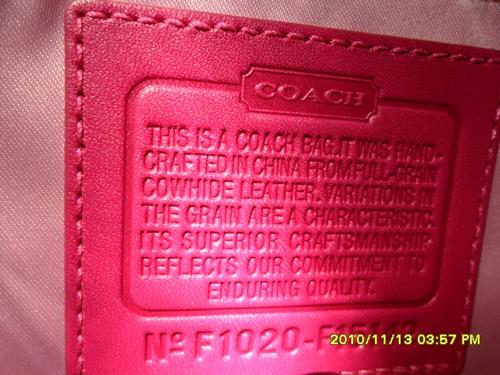 COACH
THIS IS A COACH BAG.IT WAS HAND-
CRAFTED IN CHINA FROM FULL-GRAIN
COWHIDE LEATHER. VARIATIONS IN
THE GRAIN ARE A CHARACTERISTIC.
ITS SUPERIOR CRAFTSMANSHIP
REFLECTS OUR COMMITMENT TO
ENDURING QUALITY.
Nº F1020-
2010/11/13 03:57 PM